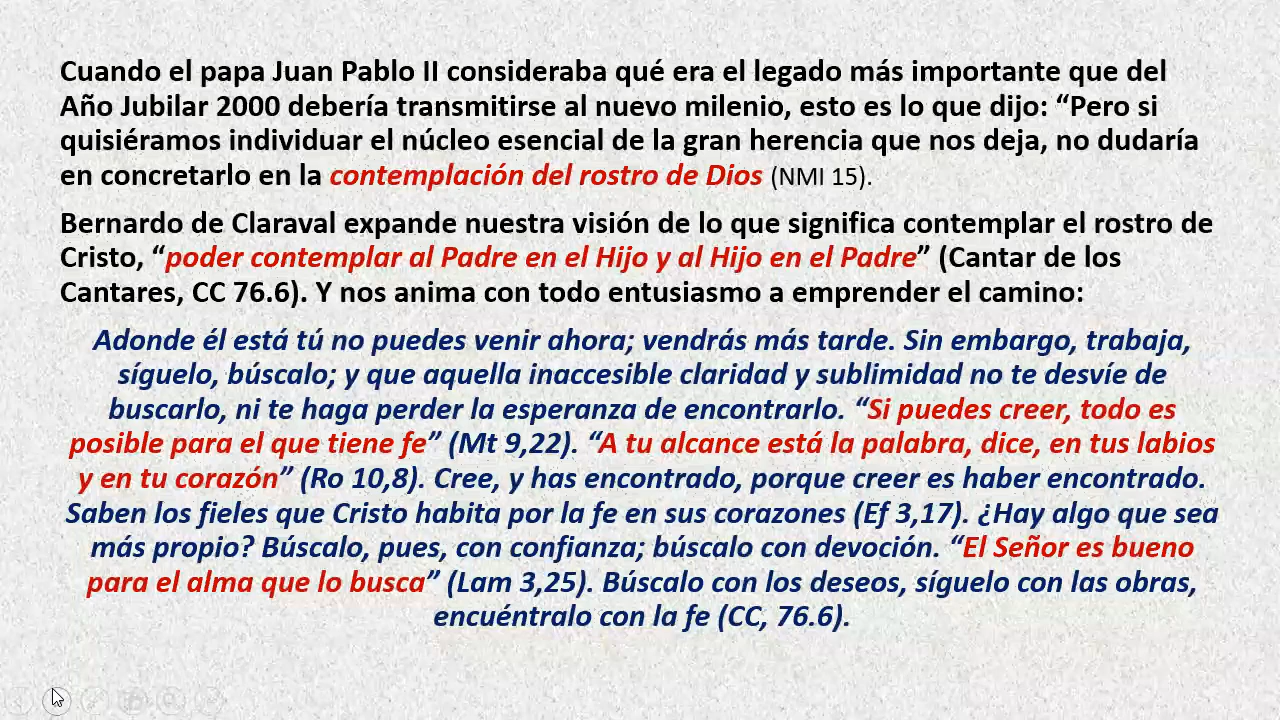 Cuando el papa Juan Pablo II consideraba qué era el legado más importante que del
Año Jubilar 2000 debería transmitirse al nuevo milenio, esto es lo que dijo: “Pero si
quisiéramos individuar el núcleo esencial de la gran herencia que nos deja, no dudaría
en concretarlo en la contemplación del rostro de Dios (NMI 15).
Bernardo de Claraval expande nuestra visión de lo que significa contemplar el rostro de
Cristo, “poder contemplar al Padre en el Hijo y al Hijo en el Padre” (Cantar de los
Cantares, CC 76.6). Y nos anima con todo entusiasmo a emprender el camino:
Adonde él está tú no puedes venir ahora; vendrás más tarde. Sin embargo, trabaja,
síguelo, búscalo; y que aquella inaccesible claridad y sublimidad no te desvíe de
buscarlo, ni te haga perder la esperanza de encontrarlo. “Si puedes creer, todo es
posible para el que tiene fe” (Mt 9,22). “A tu alcance está la palabra, dice, en tus labios
y en tu corazón” (Ro 10,8). Cree, y has encontrado, porque creer es haber encontrado.
Saben los fieles que Cristo habita por la fe en sus corazones (Ef 3,17). ¿Hay algo que sea
más propio? Búscalo, pues, con confianza; búscalo con devoción. “El Señor es bueno
para el alma que lo busca” (Lam 3,25). Búscalo con los deseos, síguelo con las obras,
encuéntralo con la fe (CC, 76.6).